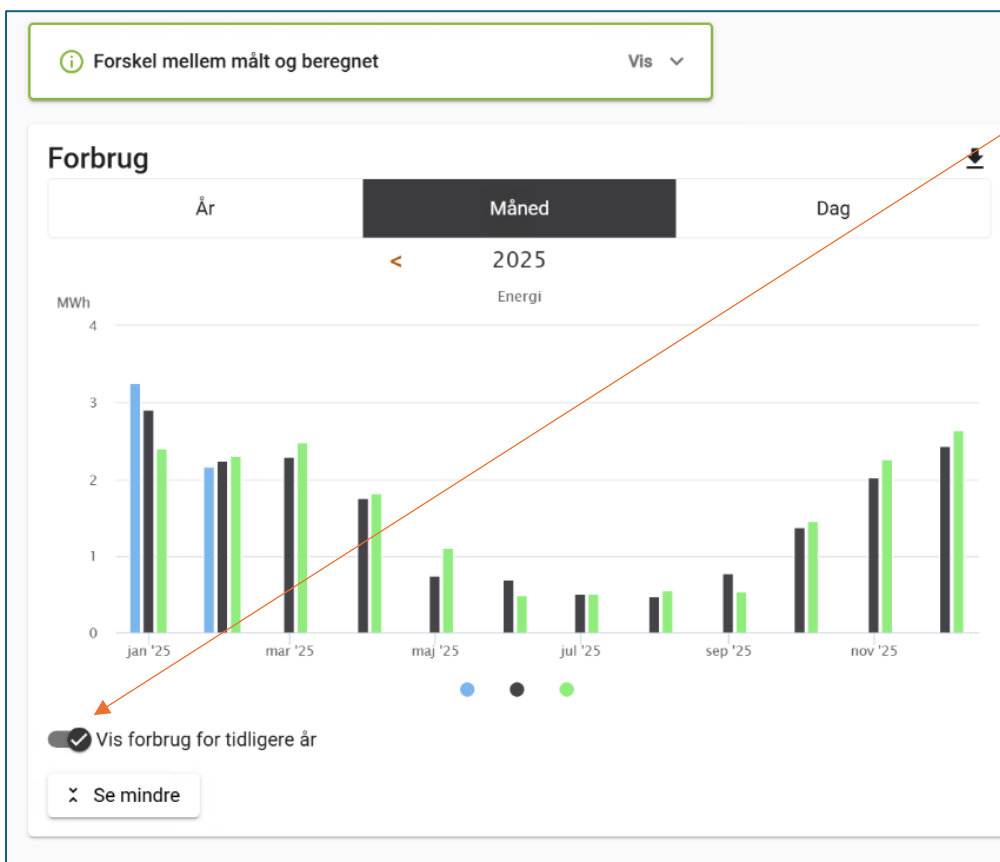 Forskel mellem målt og beregnet Vis
Forbrug
År Måned Dag
< 2025
Energi
MWh
4
3
2
1
0
jan '25 mar '25 maj '25 jul '25 sep '25 nov '25
Vis forbrug for tidligere år
Se mindre